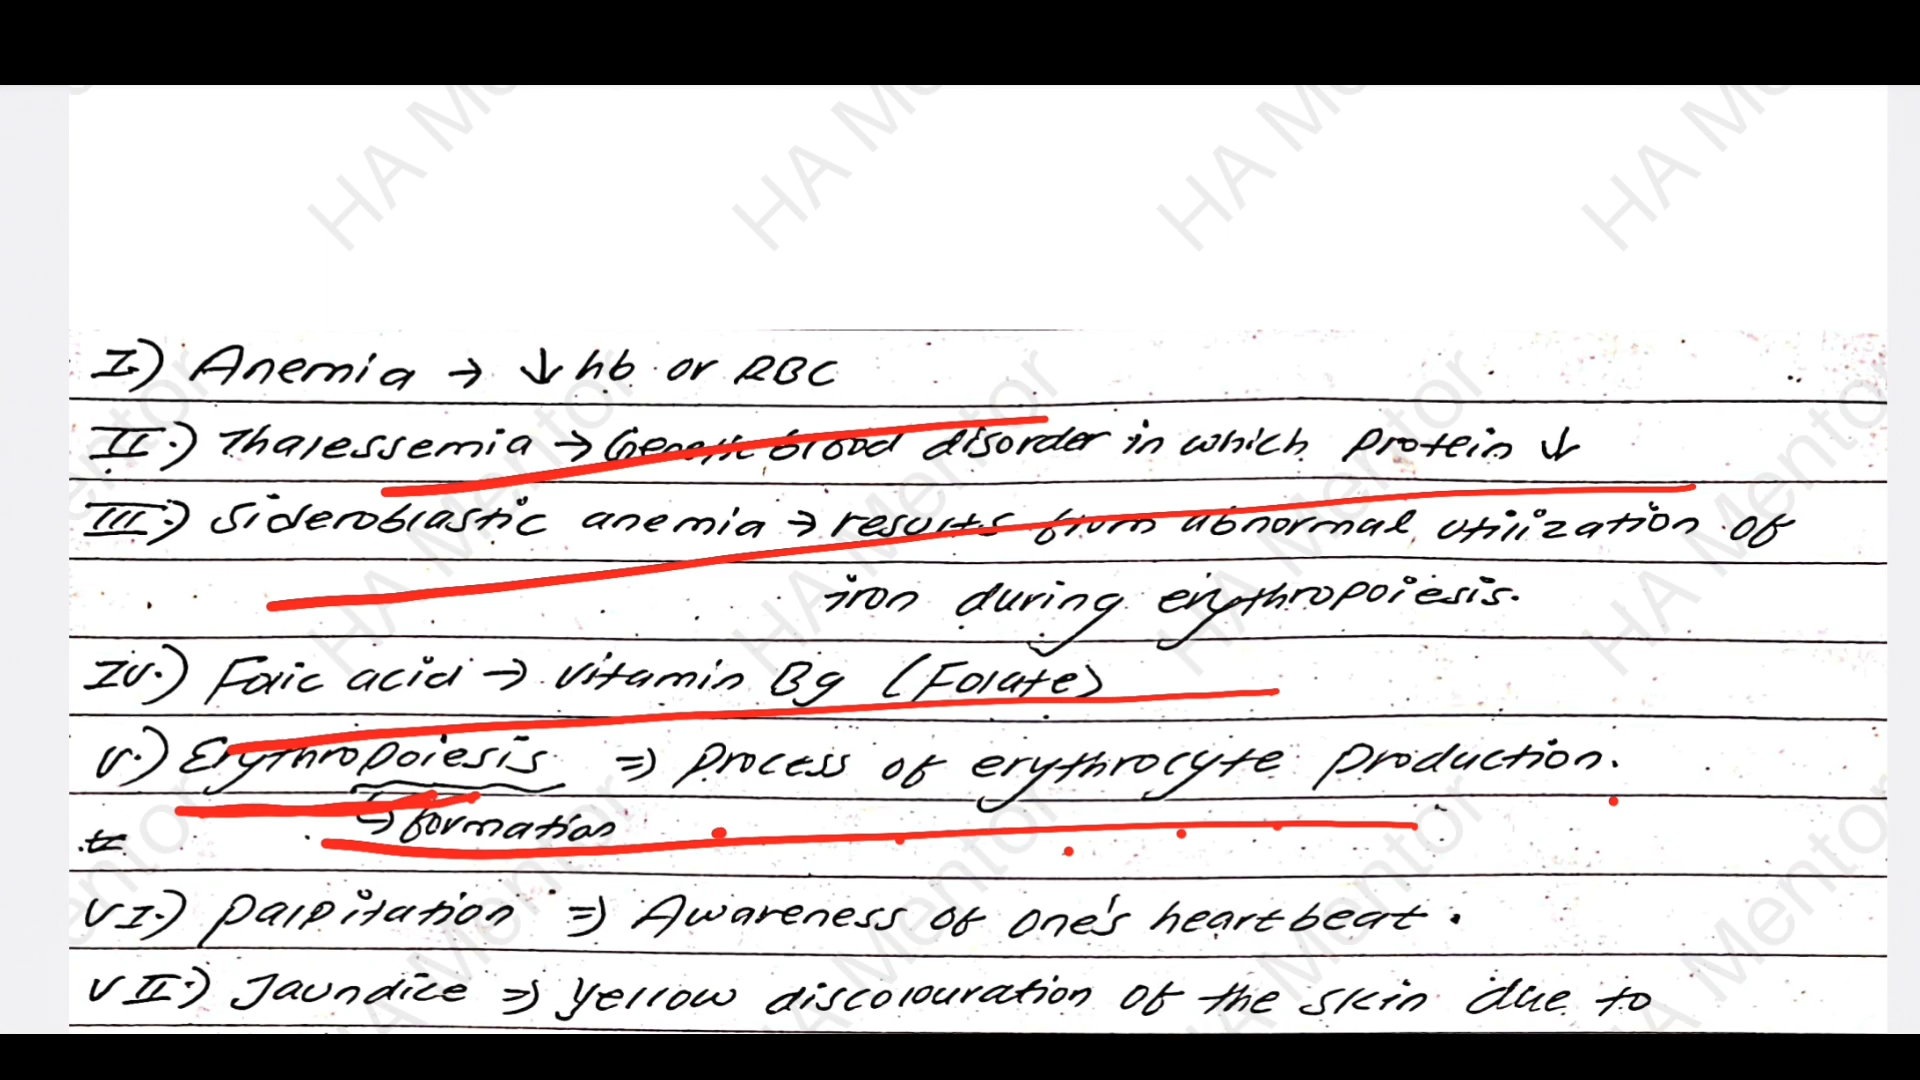 I.) Anemia → ↓ hb or RBC
II.) Thalessemia → Genetic blood disorder in which protein ↓
III.) Sideroblastic anemia → results from abnormal utilization of
iron during erythropoiesis.
IV.) Folic acid → vitamin B9 (Folate)
V.) Erythropoiesis ⇒ Process of erythrocyte production.
↳ formation
VI.) Palpitation ⇒ Awareness of one's heartbeat.
VII.) Jaundice ⇒ Yellow discolouration of the skin due to
HA Mentor